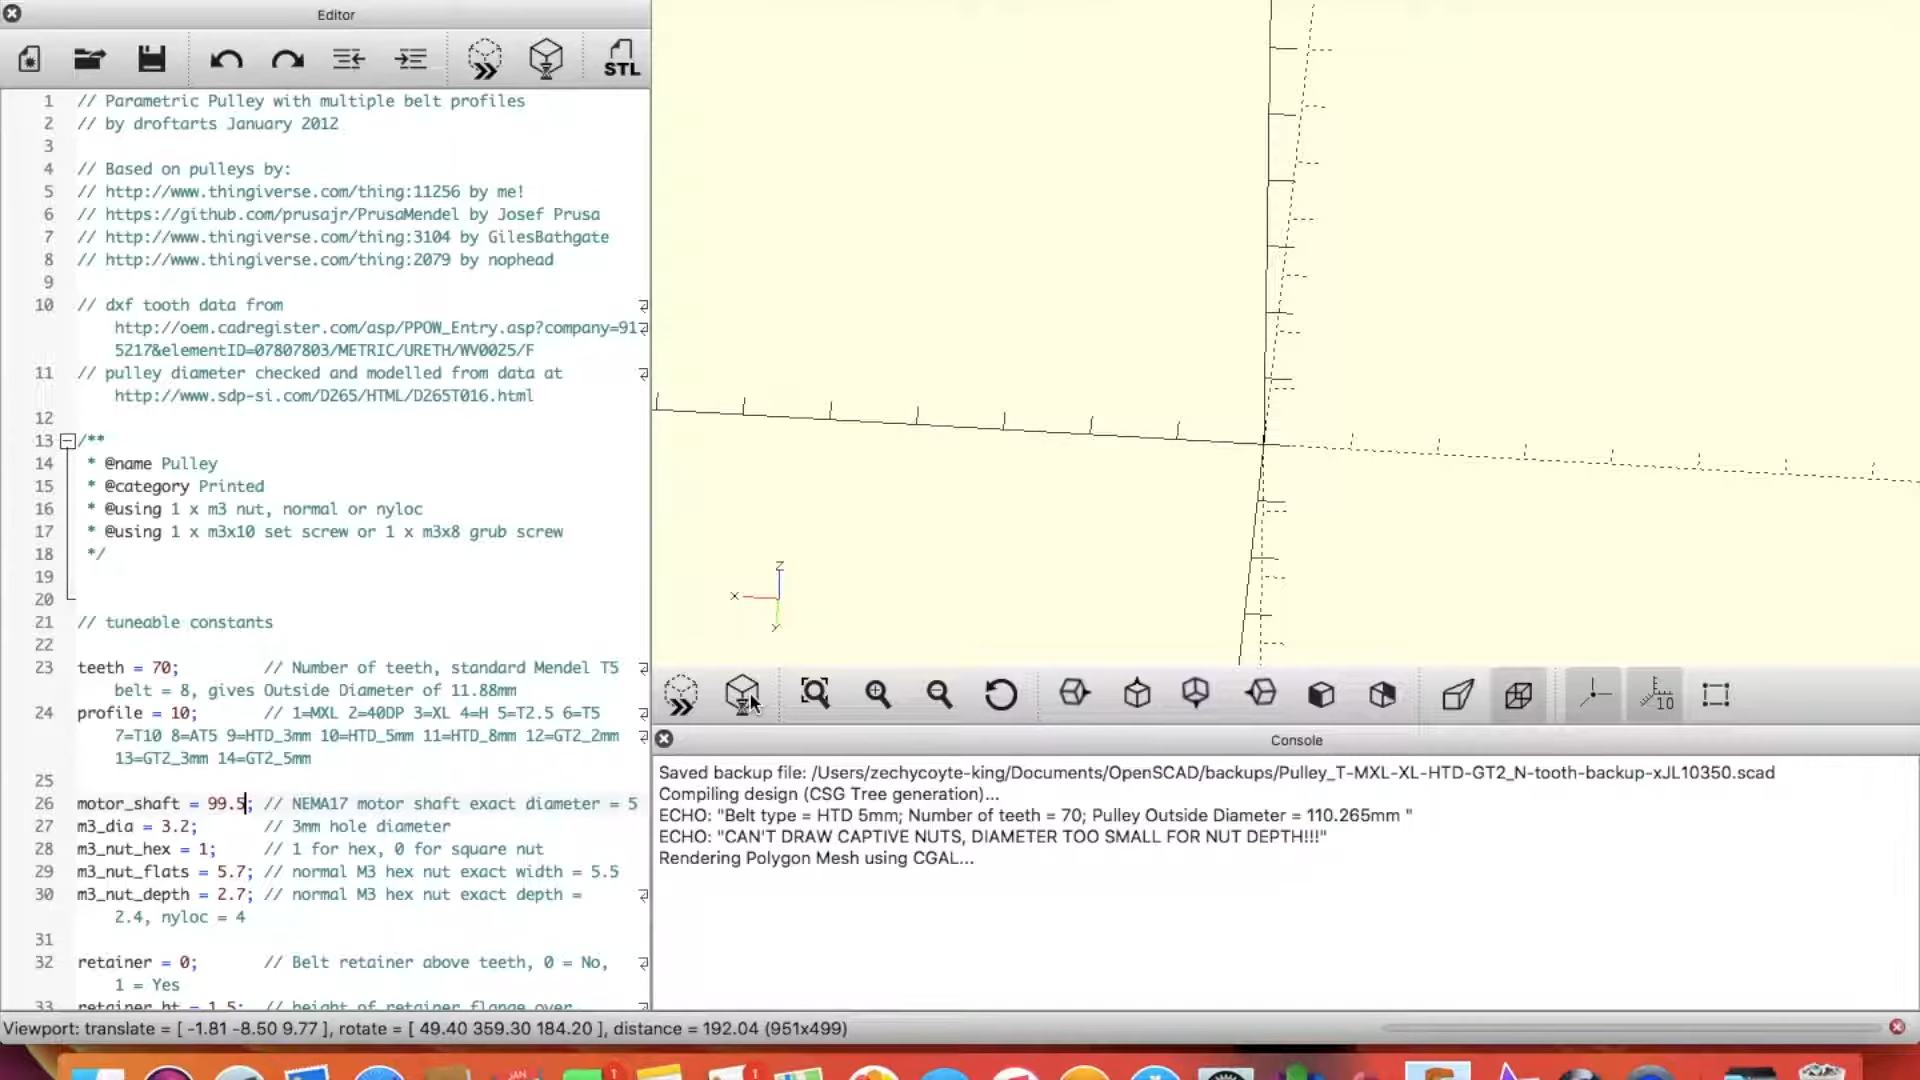 Editor
STL
1 // Parametric Pulley with multiple belt profiles
2 // by droftarts January 2012
3
4 // Based on pulleys by:
5 // http://www.thingiverse.com/thing:11256 by me!
6 // https://github.com/prusajr/PrusaMendel by Josef Prusa
7 // http://www.thingiverse.com/thing:3104 by GilesBathgate
8 // http://www.thingiverse.com/thing:2079 by nophead
9
10 // dxf tooth data from
http://oem.cadregister.com/asp/PPOW_Entry.asp?company=91
5217&elementID=07807803/METRIC/URETH/WV0025/F
11 // pulley diameter checked and modelled from data at
http://www.sdp-si.com/D265/HTML/D265T016.html
12
13 /**
14 * @name Pulley
15 * @category Printed
16 * @using 1 x m3 nut, normal or nyloc
17 * @using 1 x m3x10 set screw or 1 x m3x8 grub screw
18 */
19
20
21 // tuneable constants
22
23 teeth = 70; // Number of teeth, standard Mendel T5
belt = 8, gives Outside Diameter of 11.88mm
24 profile = 10; // 1=MXL 2=40DP 3=XL 4=H 5=T2.5 6=T5
7=T10 8=AT5 9=HTD_3mm 10=HTD_5mm 11=HTD_8mm 12=GT2_2mm
13=GT2_3mm 14=GT2_5mm
25
26 motor_shaft = 99.5; // NEMA17 motor shaft exact diameter = 5
27 m3_dia = 3.2; // 3mm hole diameter
28 m3_nut_hex = 1; // 1 for hex, 0 for square nut
29 m3_nut_flats = 5.7; // normal M3 hex nut exact width = 5.5
30 m3_nut_depth = 2.7; // normal M3 hex nut exact depth =
2.4, nyloc = 4
31
32 retainer = 0; // Belt retainer above teeth, 0 = No,
1 = Yes
33 retainer_ht = 1.5; // height of retainer flange over
z
x
y
10
Console
Saved backup file: /Users/zechycoyte-king/Documents/OpenSCAD/backups/Pulley_T-MXL-XL-HTD-GT2_N-tooth-backup-xJL10350.scad
Compiling design (CSG Tree generation)...
ECHO: "Belt type = HTD 5mm; Number of teeth = 70; Pulley Outside Diameter = 110.265mm "
ECHO: "CAN'T DRAW CAPTIVE NUTS, DIAMETER TOO SMALL FOR NUT DEPTH!!!"
Rendering Polygon Mesh using CGAL...
Viewport: translate = [ -1.81 -8.50 9.77 ], rotate = [ 49.40 359.30 184.20 ], distance = 192.04 (951x499)
JAN
1
1